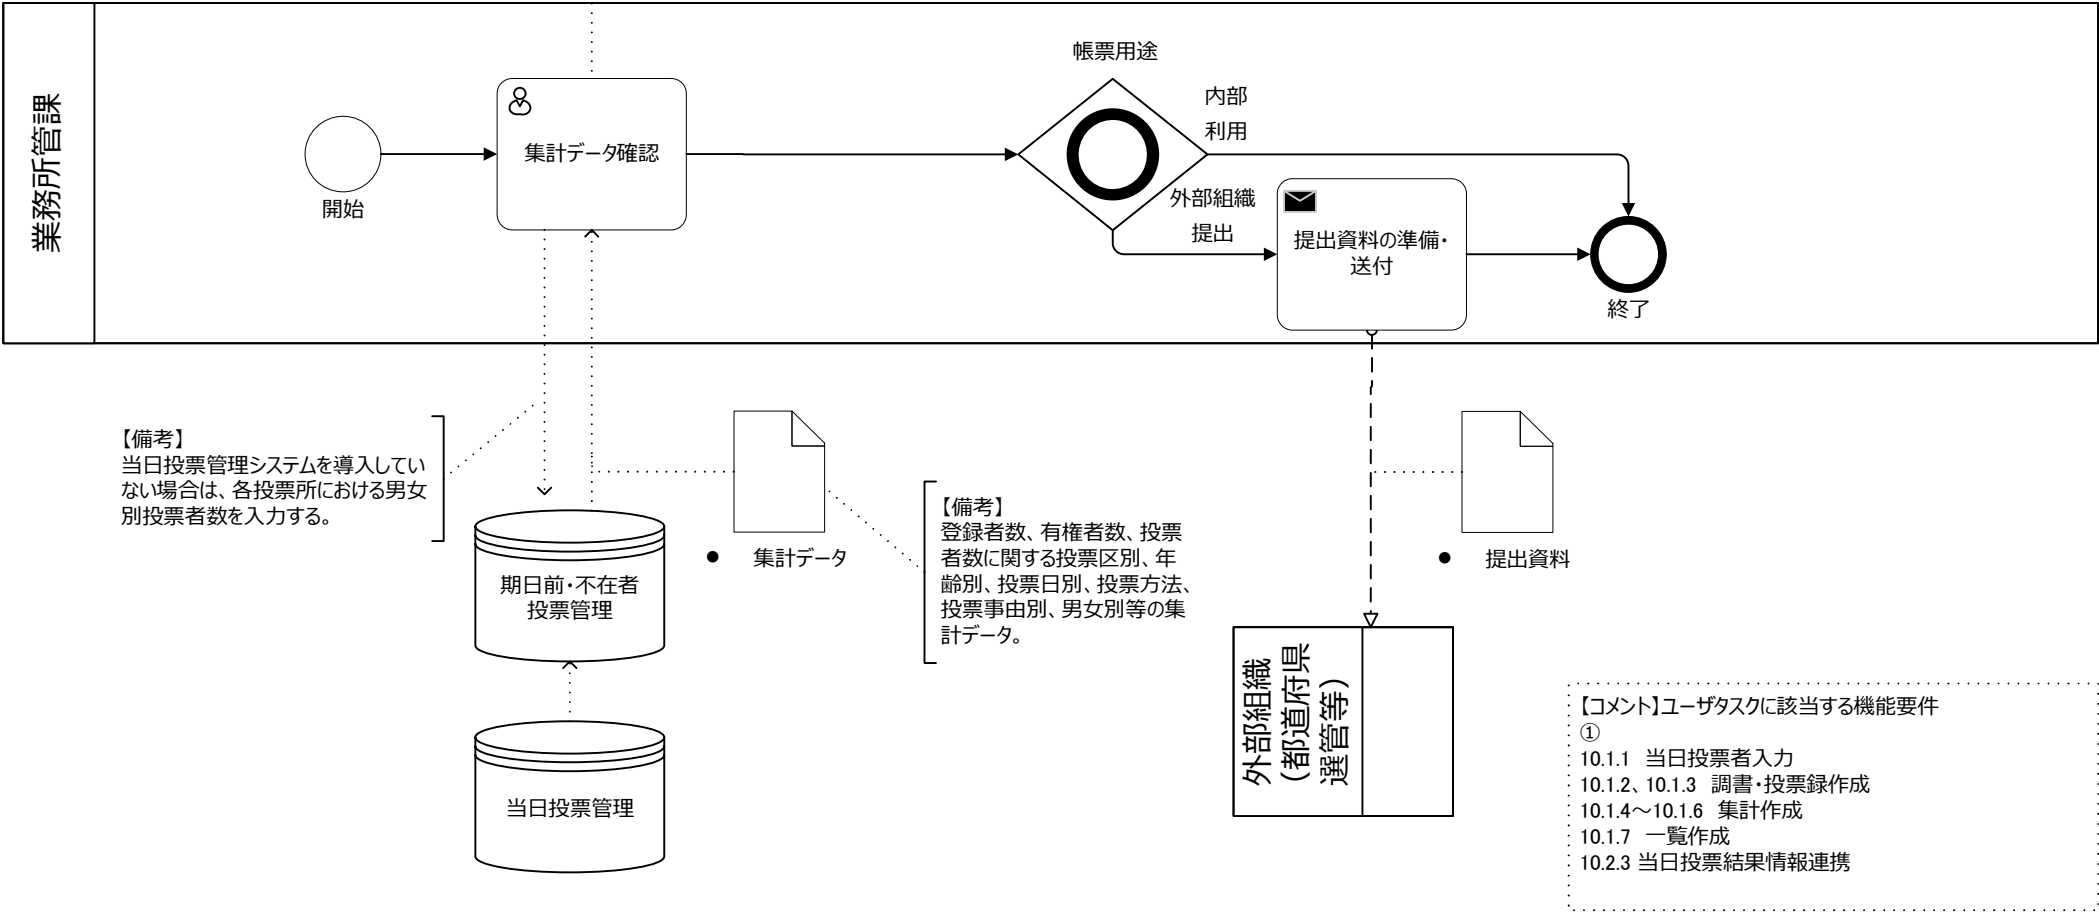 業務所管課
開始
集計データ確認
帳票用途
内部
利用
外部組織
提出
提出資料の準備・
送付
終了
【備考】
当日投票管理システムを導入してい
ない場合は、各投票所における男女
別投票者数を入力する。
● 集計データ
【備考】
登録者数、有権者数、投票
者数に関する投票区別、年
齢別、投票日別、投票方法、
投票事由別、男女別等の集
計データ。
● 提出資料
期日前・不在者
投票管理
当日投票管理
外部組織
（都道府県
選管等）
【コメント】ユーザタスクに該当する機能要件
①
10.1.1 当日投票者入力
10.1.2、10.1.3 調書・投票録作成
10.1.4～10.1.6 集計作成
10.1.7 一覧作成
10.2.3 当日投票結果情報連携